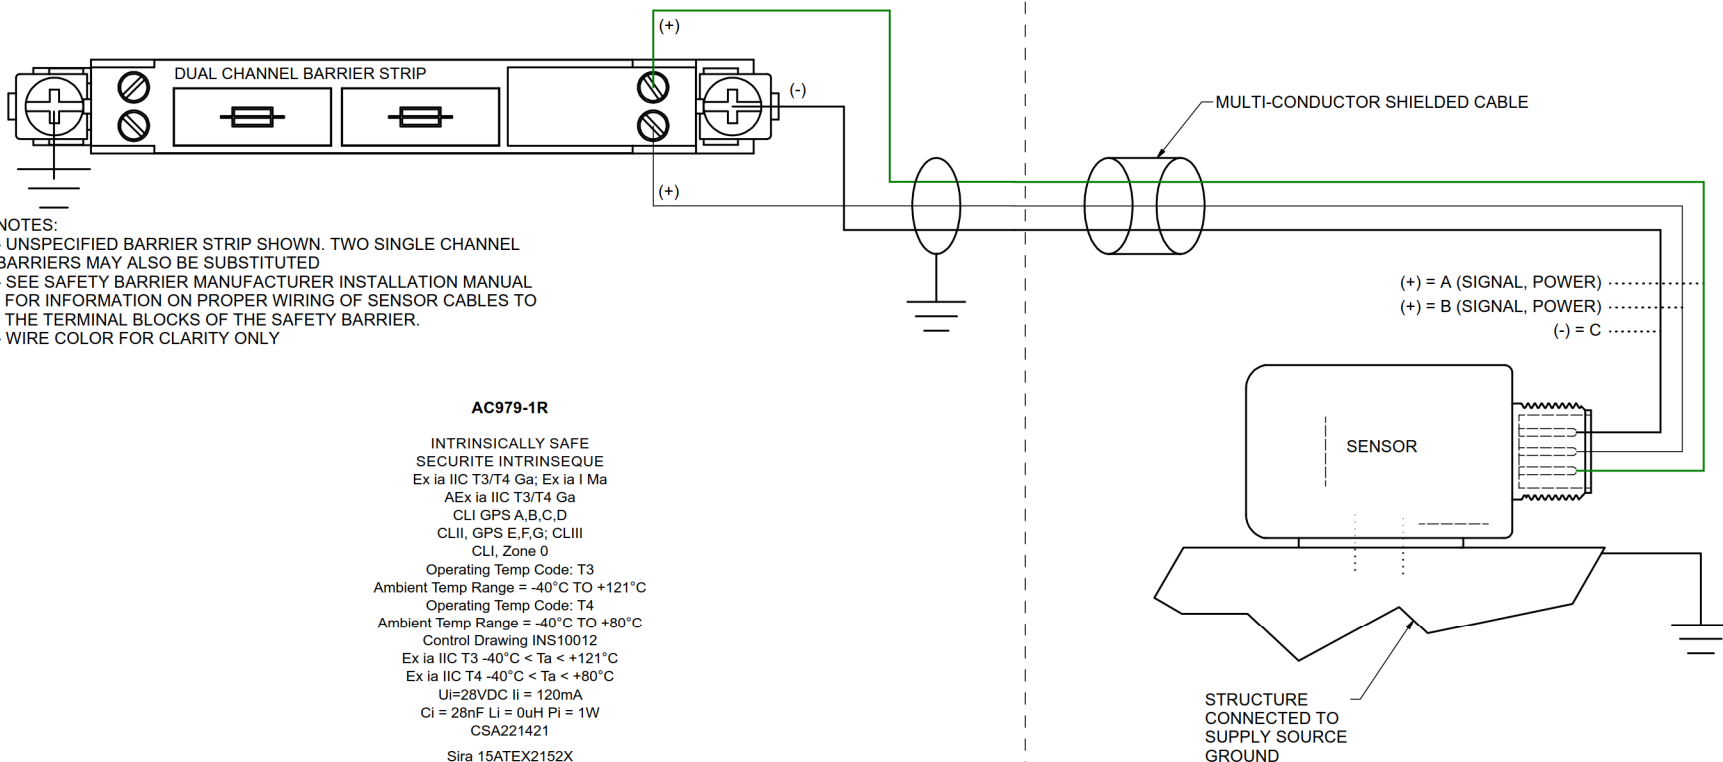 (+)
DUAL CHANNEL BARRIER STRIP
(-)
MULTI-CONDUCTOR SHIELDED CABLE
(+)
NOTES:
- UNSPECIFIED BARRIER STRIP SHOWN. TWO SINGLE CHANNEL
BARRIERS MAY ALSO BE SUBSTITUTED
- SEE SAFETY BARRIER MANUFACTURER INSTALLATION MANUAL
FOR INFORMATION ON PROPER WIRING OF SENSOR CABLES TO
THE TERMINAL BLOCKS OF THE SAFETY BARRIER.
- WIRE COLOR FOR CLARITY ONLY
(+) = A (SIGNAL, POWER)
(+) = B (SIGNAL, POWER)
(-) = C
SENSOR
AC979-1R
INTRINSICALLY SAFE
SECURITE INTRINSEQUE
Ex ia IIC T3/T4 Ga; Ex ia I Ma
AEx ia IIC T3/T4 Ga
CLI GPS A,B,C,D
CLII, GPS E,F,G; CLIII
CLI, Zone 0
Operating Temp Code: T3
Ambient Temp Range = -40°C TO +121°C
Operating Temp Code: T4
Ambient Temp Range = -40°C TO +80°C
Control Drawing INS10012
Ex ia IIC T3 -40°C < Ta < +121°C
Ex ia IIC T4 -40°C < Ta < +80°C
Ui=28VDC Ii = 120mA
Ci = 28nF Li = 0uH Pi = 1W
CSA221421
Sira 15ATEX2152X
STRUCTURE
CONNECTED TO
SUPPLY SOURCE
GROUND